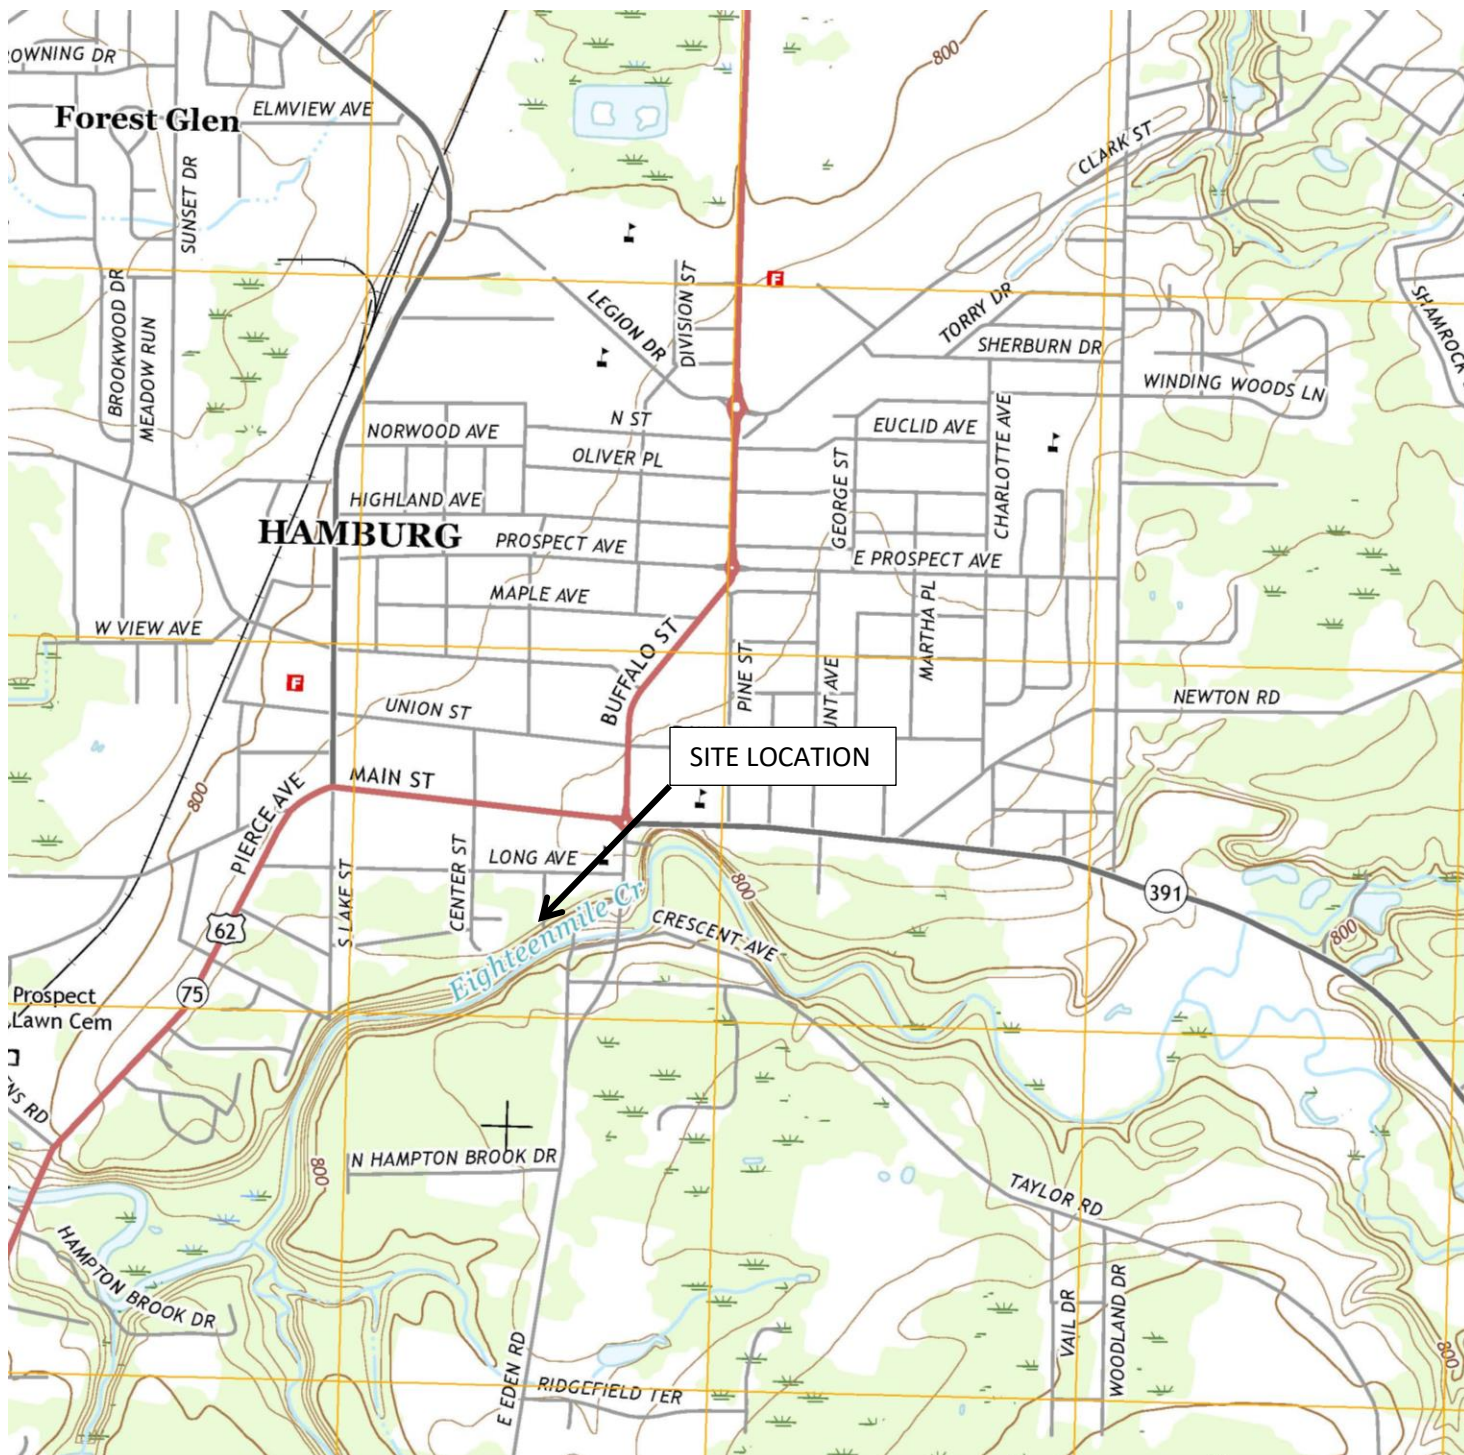 OWNING DR
Forest Glen
ELMVIEW AVE
800
CLARK ST
SUNSET DR
BROOKWOOD DR
MEADOW RUN
LEGION DR
DIVISION ST
F
TORRY DR
SHERBURN DR
SHAMROCK
WINDING WOODS LN
N ST
NORWOOD AVE
EUCLID AVE
CHARLOTTE AVE
OLIVER PL
GEORGE ST
HIGHLAND AVE
HAMBURG
PROSPECT AVE
E PROSPECT AVE
MAPLE AVE
MARTHA PL
W VIEW AVE
BUFFALO ST
PINE ST
UNT AVE
F
NEWTON RD
UNION ST
SITE LOCATION
MAIN ST
800
PIERCE AVE
LONG AVE
CENTER ST
S LAKE ST
800
391
Eighteenmile Cr
CRESCENT AVE
62
800
75
Prospect
Lawn Cem
NS RD
N HAMPTON BROOK DR
800
TAYLOR RD
HAMPTON BROOK DR
VAIL DR
WOODLAND DR
800
E EDEN RD
RIDGEFIELD TER